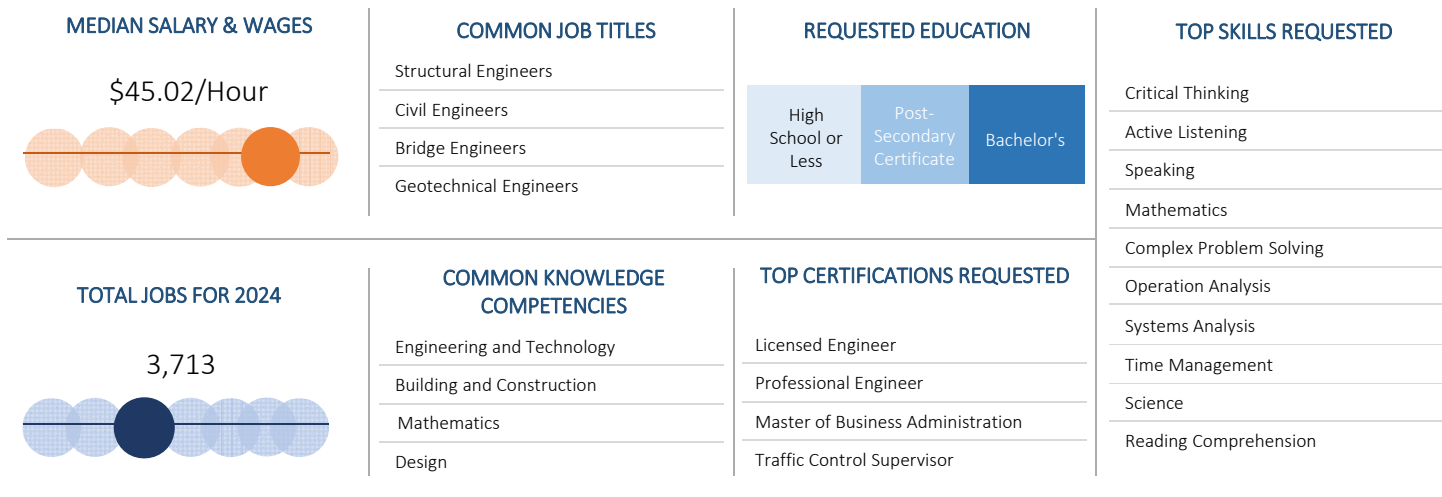 MEDIAN SALARY & WAGES
$45.02/Hour
COMMON JOB TITLES
Structural Engineers
Civil Engineers
Bridge Engineers
Geotechnical Engineers
REQUESTED EDUCATION
High
School or
Less
Post-
Secondary
Certificate
Bachelor's
TOP SKILLS REQUESTED
Critical Thinking
Active Listening
Speaking
Mathematics
Complex Problem Solving
Operation Analysis
Systems Analysis
Time Management
Science
Reading Comprehension
TOTAL JOBS FOR 2024
3,713
COMMON KNOWLEDGE
COMPETENCIES
Engineering and Technology
Building and Construction
Mathematics
Design
TOP CERTIFICATIONS REQUESTED
Licensed Engineer
Professional Engineer
Master of Business Administration
Traffic Control Supervisor